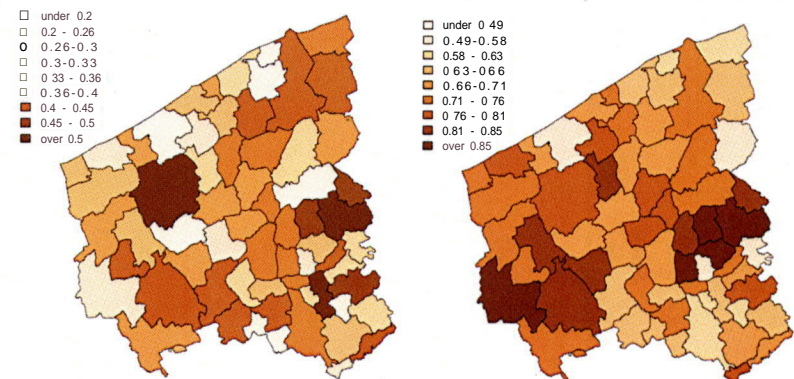 under 0.2
0.2 - 0.26
0.26-0.3
0.3-0.33
0 33 - 0.36
0.36-0.4
0.4 - 0.45
0.45 - 0.5
over 0.5
under 0 49
0.49-0.58
0.58 - 0.63
0 63-0 66
0.66-0.71
0.71 - 0 76
0 76 - 0 81
0.81 - 0.85
over 0.85